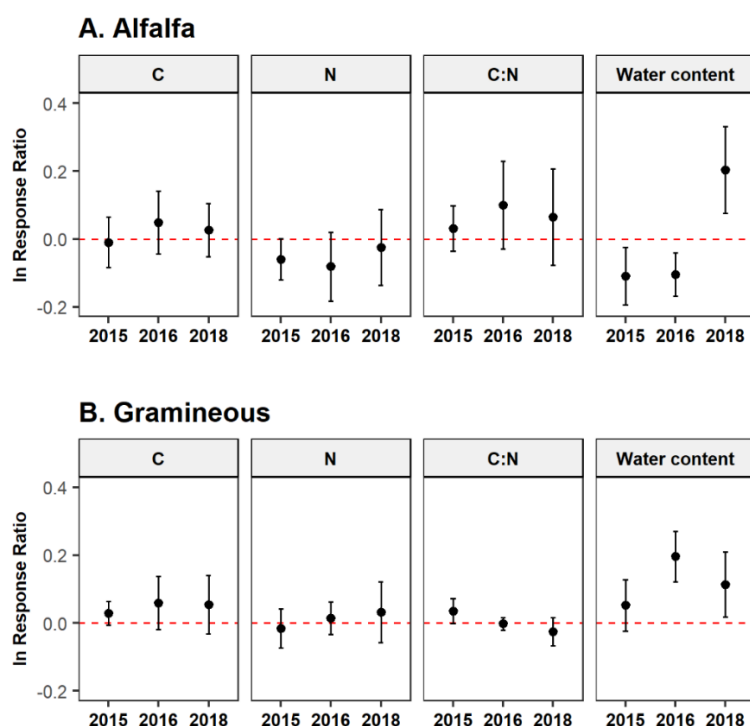 A. Alfalfa
C N C:N Water content
ln Response Ratio
0.4
0.2
0.0
-0.2
2015 2016 2018 2015 2016 2018 2015 2016 2018 2015 2016 2018
B. Gramineous
C N C:N Water content
ln Response Ratio
0.4
0.2
0.0
-0.2
2015 2016 2018 2015 2016 2018 2015 2016 2018 2015 2016 2018